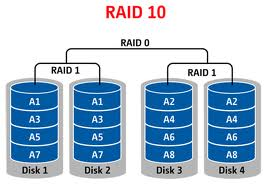 RAID 10
RAID 0
RAID 1 RAID 1
A1 A1 A2 A2
A3 A3 A4 A4
A5 A5 A6 A6
A7 A7 A8 A8
Disk 1 Disk 2 Disk 3 Disk 4